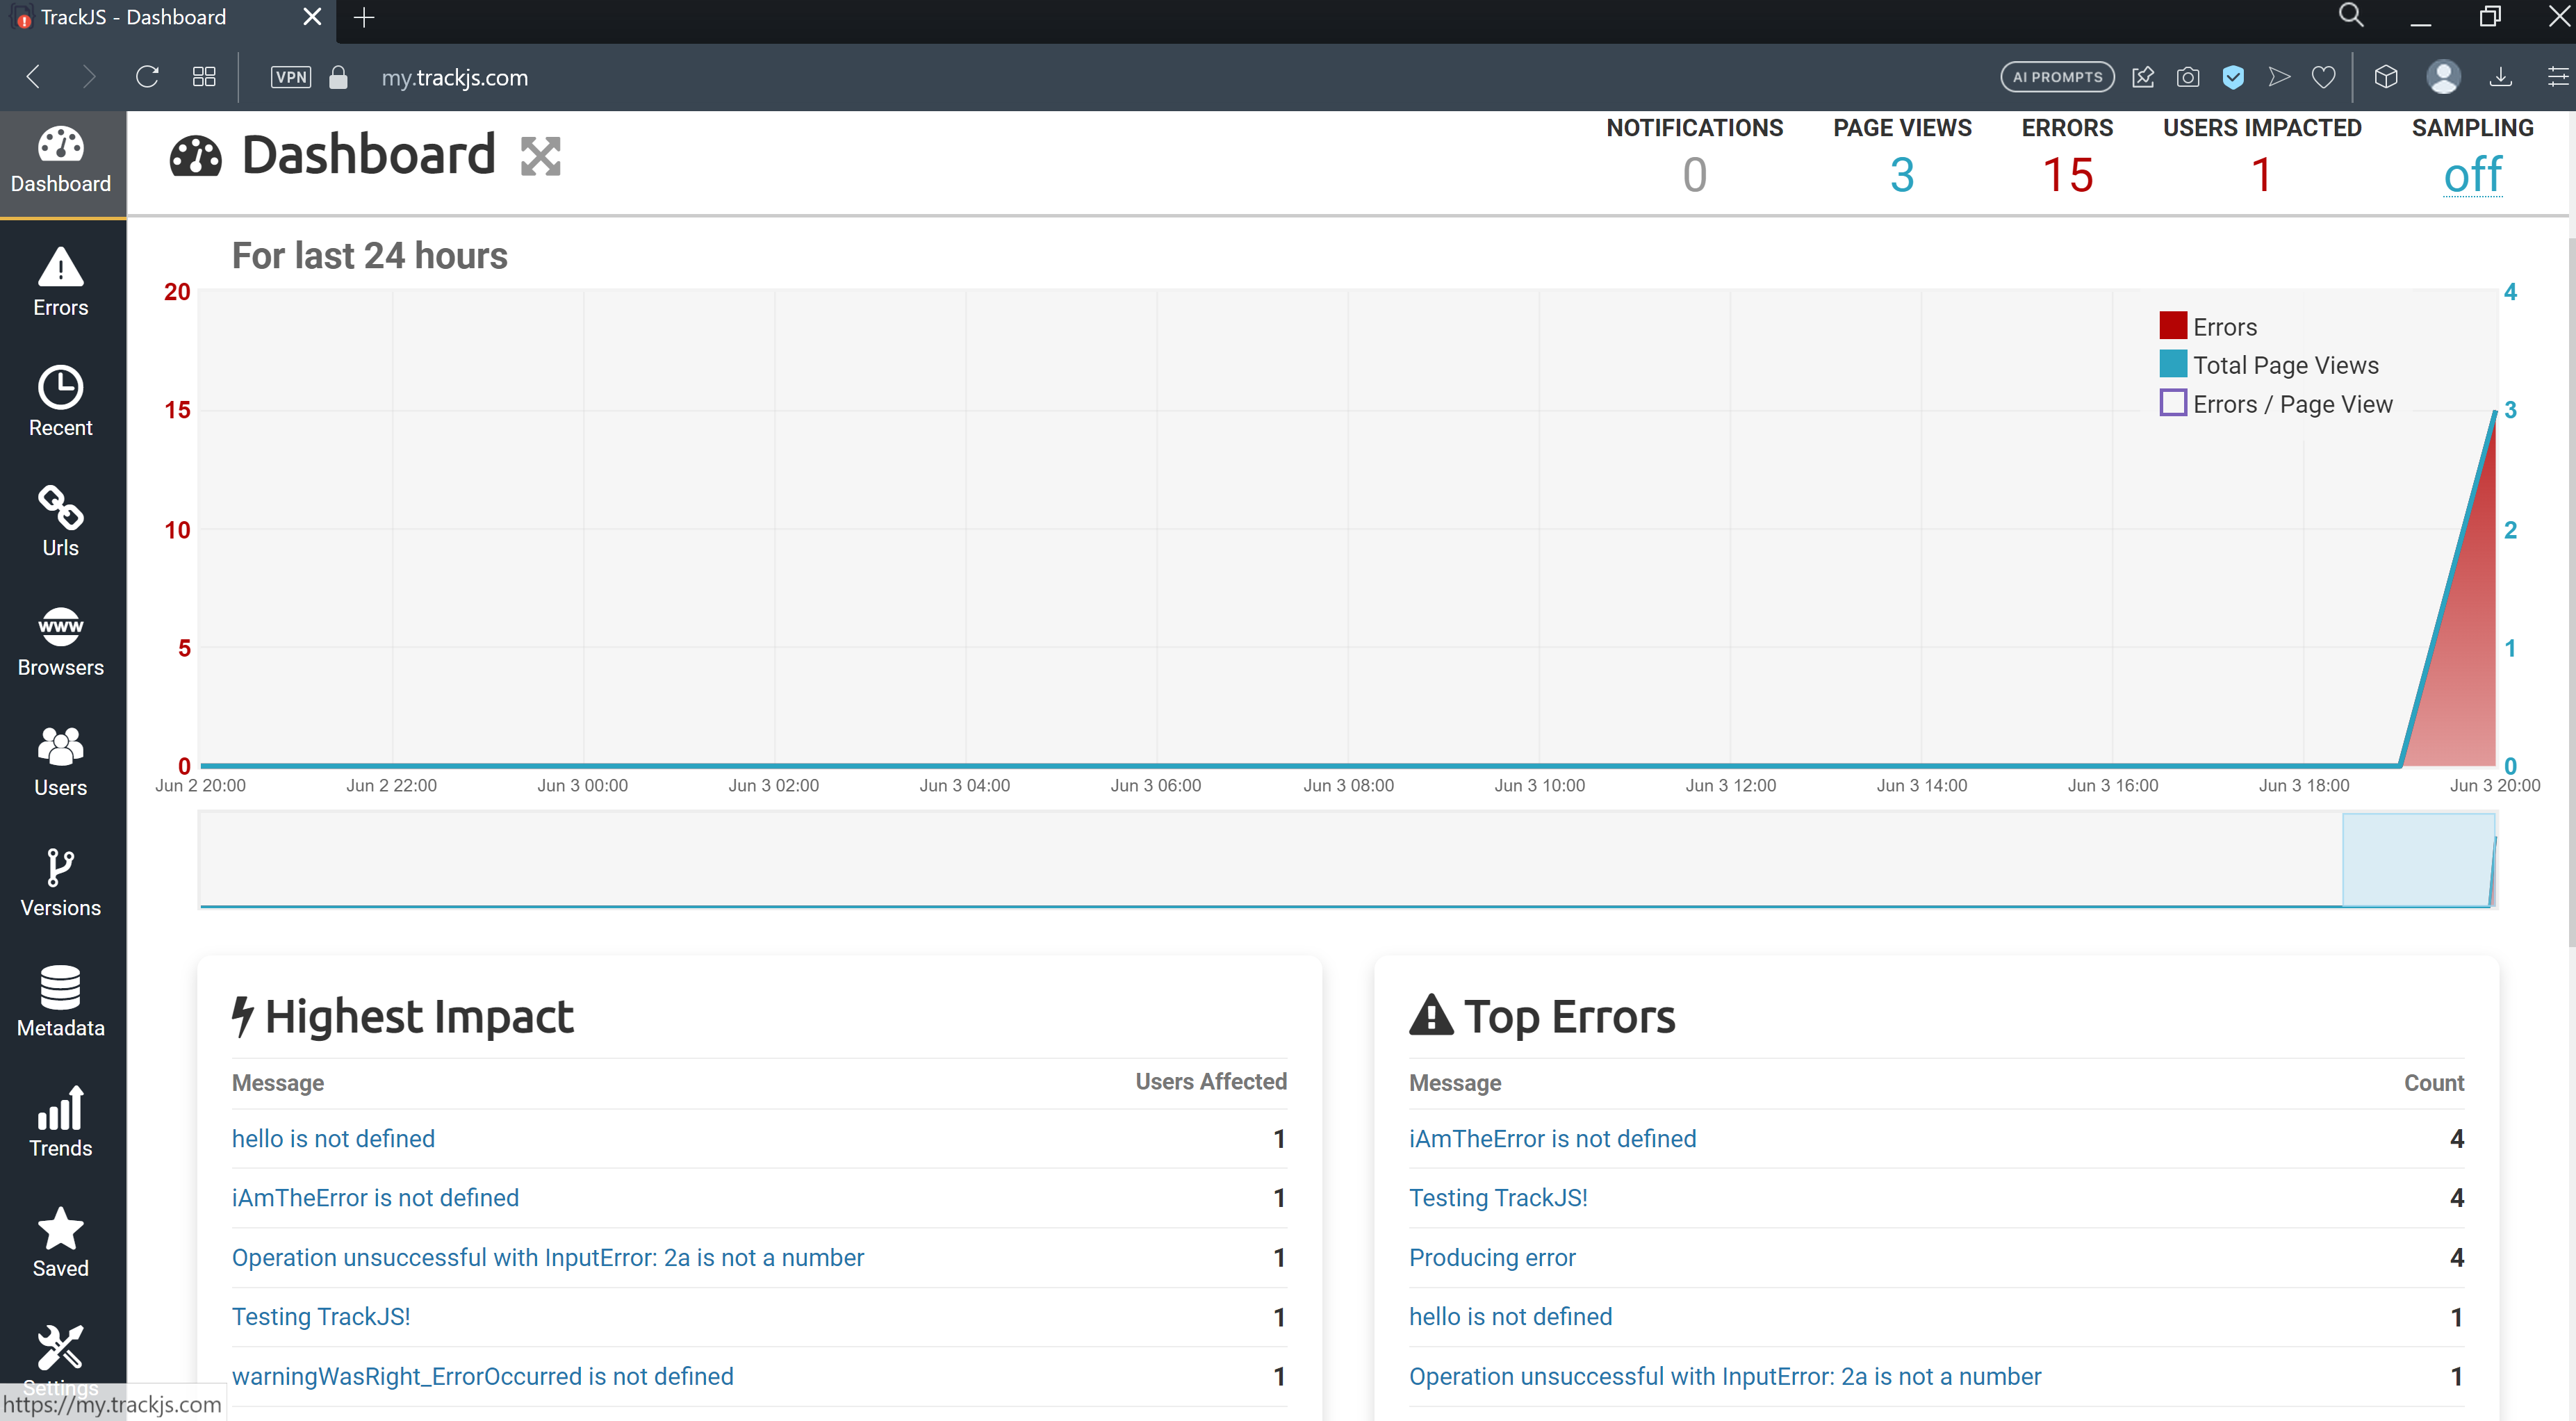 TrackJS - Dashboard
VPN
my.trackjs.com
AI PROMPTS
Dashboard
Errors
Recent
Urls
WWW
Browsers
Users
Versions
Metadata
Trends
Saved
Settings
https://my.trackjs.com
Dashboard
NOTIFICATIONS
0
PAGE VIEWS
3
ERRORS
15
USERS IMPACTED
1
SAMPLING
off
For last 24 hours
20
15
10
5
0
4
3
2
1
0
Errors
Total Page Views
Errors / Page View
Jun 2 20:00
Jun 2 22:00
Jun 3 00:00
Jun 3 02:00
Jun 3 04:00
Jun 3 06:00
Jun 3 08:00
Jun 3 10:00
Jun 3 12:00
Jun 3 14:00
Jun 3 16:00
Jun 3 18:00
Jun 3 20:00
Highest Impact
Message Users Affected
hello is not defined 1
iAmTheError is not defined 1
Operation unsuccessful with InputError: 2a is not a number 1
Testing TrackJS! 1
warningWasRight_ErrorOccurred is not defined 1
Top Errors
Message Count
iAmTheError is not defined 4
Testing TrackJS! 4
Producing error 4
hello is not defined 1
Operation unsuccessful with InputError: 2a is not a number 1